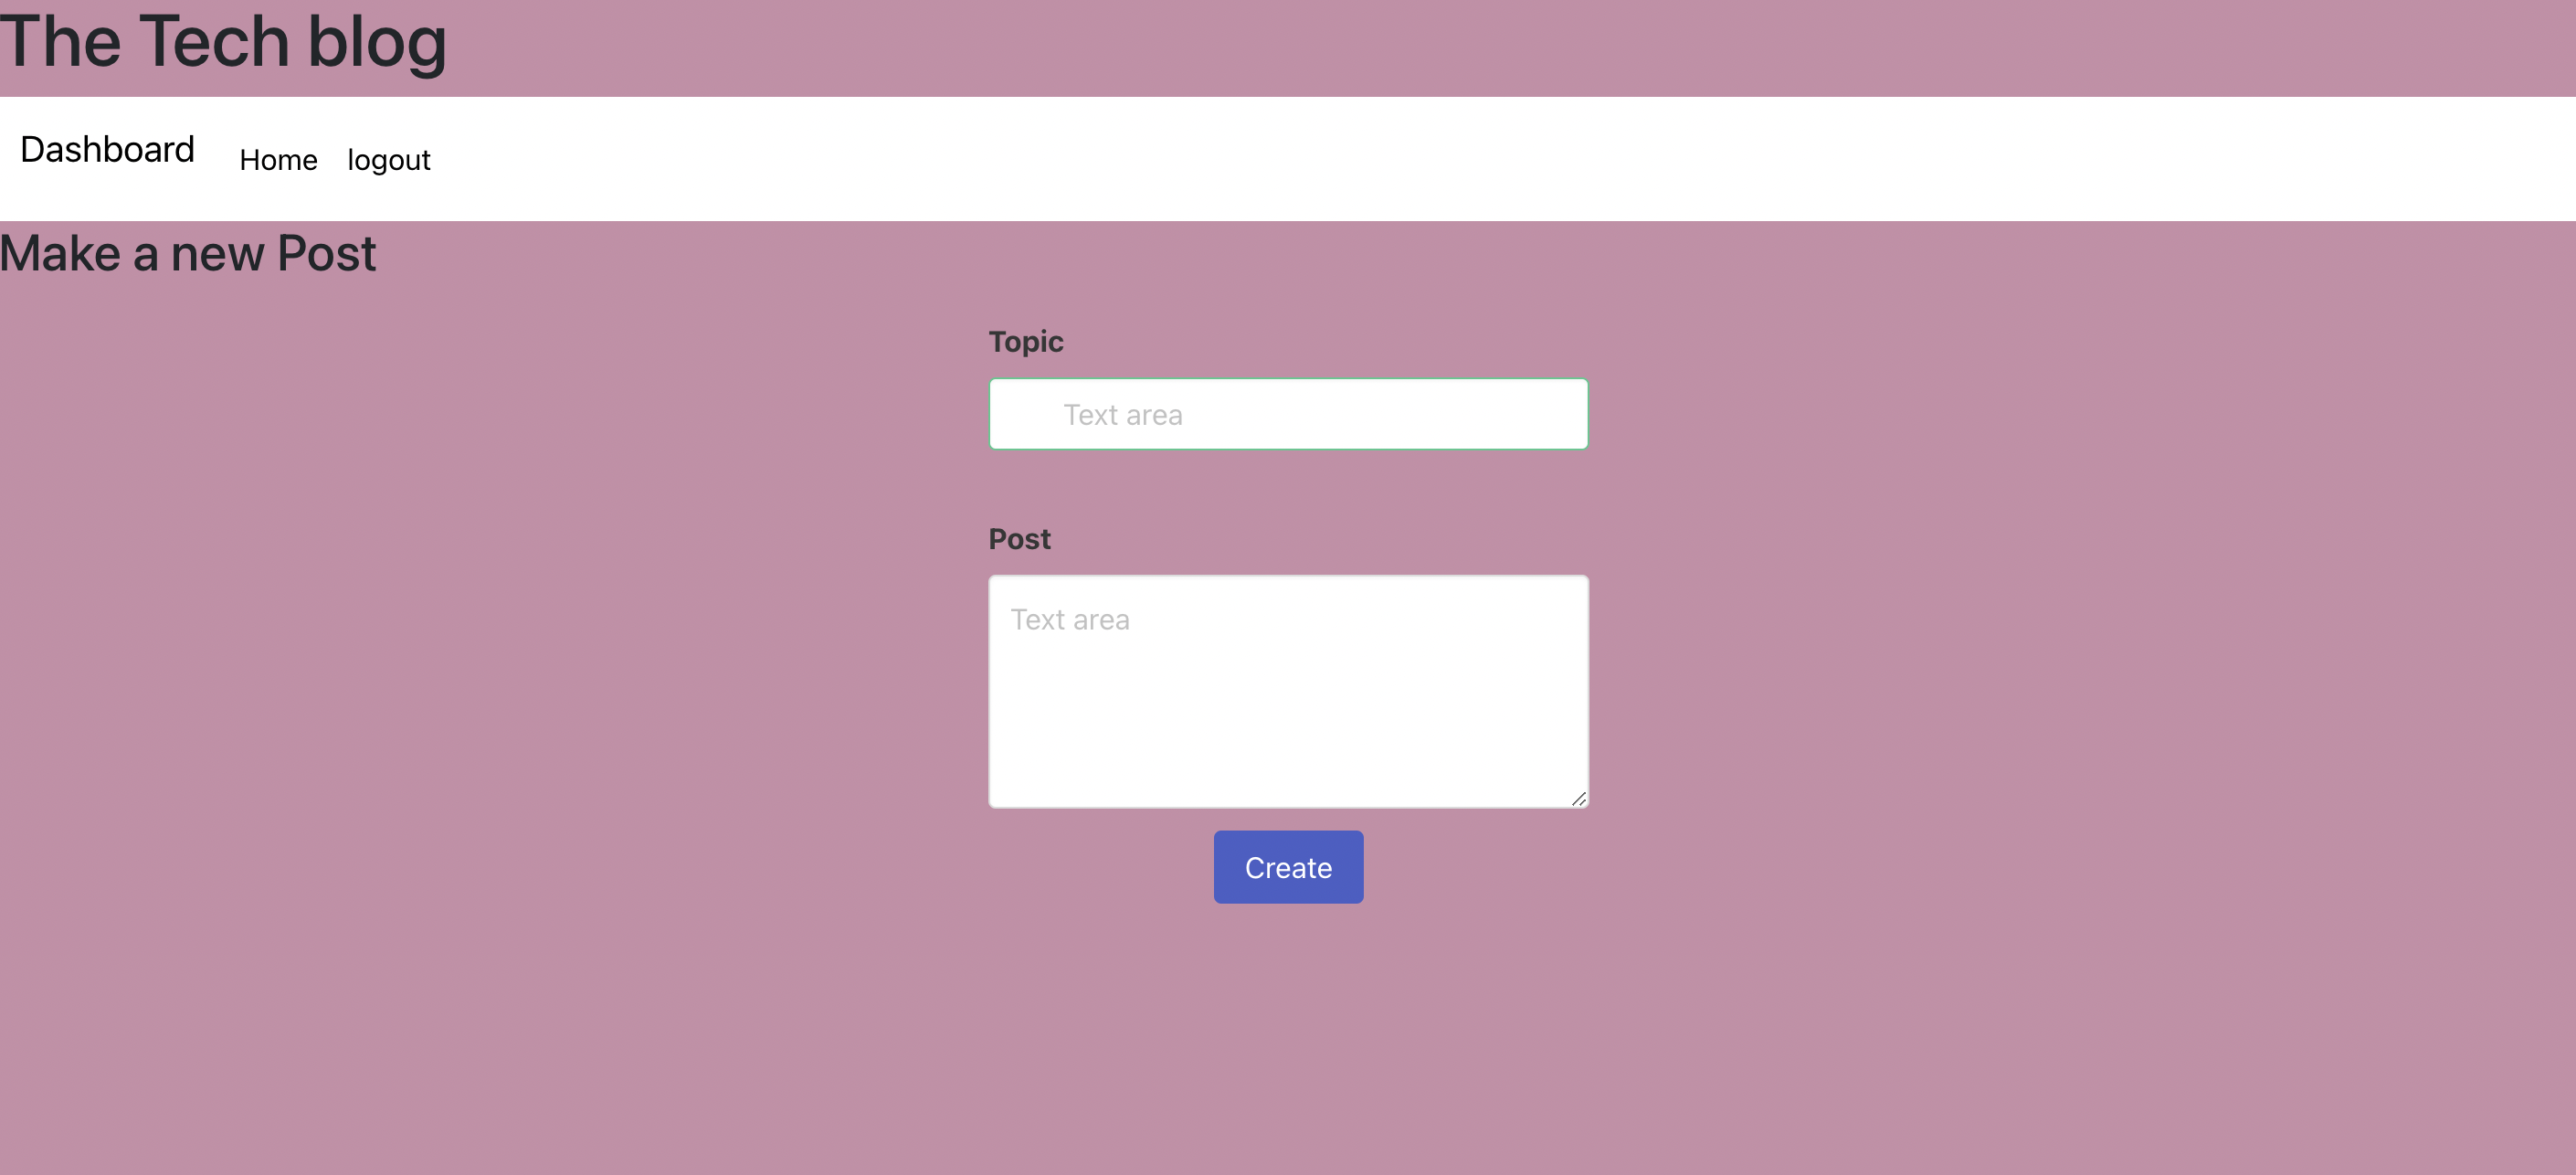 The Tech blog
Dashboard Home logout
Make a new Post
Topic
Text area
Post
Text area
Create